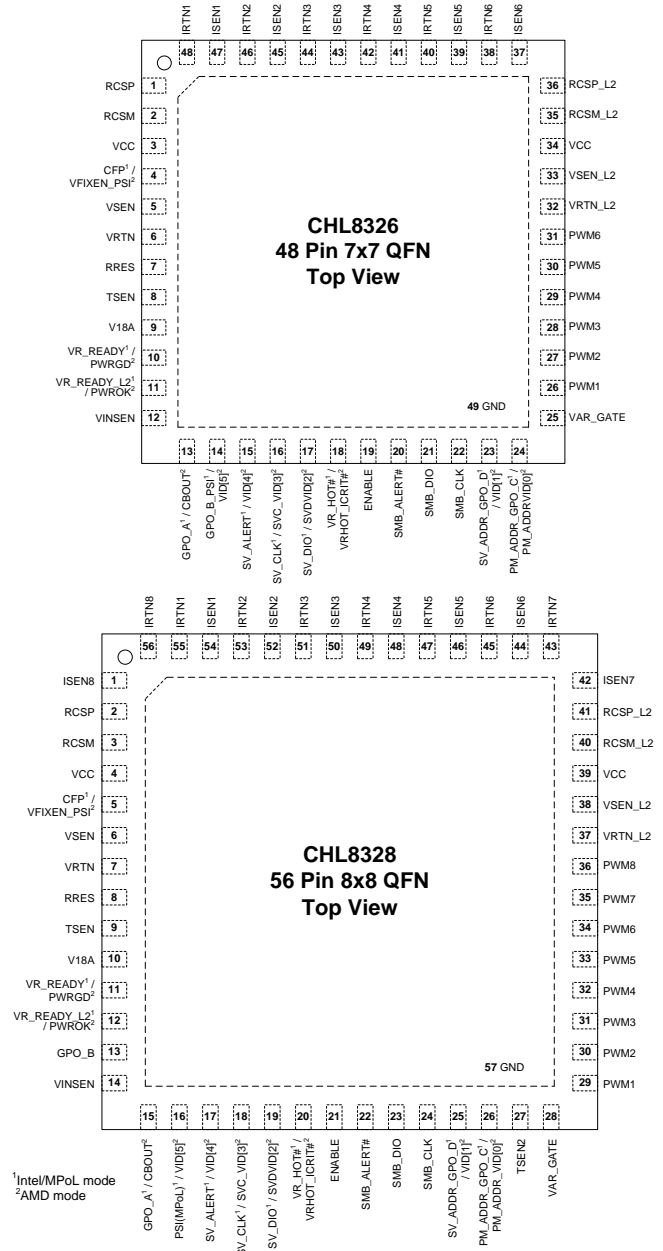 IRTN1
ISEN1
IRTN2
ISEN2
IRTN3
ISEN3
IRTN4
ISEN4
IRTN5
ISEN5
IRTN6
ISEN6
48
47
46
45
44
43
42
41
40
39
38
37
RCSP 1
RCSM 2
VCC 3
CFP¹ /
VFIXEN_PSI² 4
VSEN 5
VRTN 6
RRES 7
TSEN 8
V18A 9
VR_READY¹ /
PWRGD² 10
VR_READY_L2¹
/ PWROK² 11
VINSEN 12
CHL8326
48 Pin 7x7 QFN
Top View
49 GND
36 RCSP_L2
35 RCSM_L2
34 VCC
33 VSEN_L2
32 VRTN_L2
31 PWM6
30 PWM5
29 PWM4
28 PWM3
27 PWM2
26 PWM1
25 VAR_GATE
13
14
15
16
17
18
19
20
21
22
23
24
GPO_A¹ / CBOUT²
GPO_B_PSI¹ /
VID[5]²
SV_ALERT¹ / VID[4]²
SV_CLK¹ / SVC_VID[3]²
SV_DIO¹ / SVDVID[2]²
VR_HOT#¹ /
VRHOT_ICRIT#²
ENABLE
SMB_ALERT#
SMB_DIO
SMB_CLK
SV_ADDR_GPO_D¹
/ VID[1]²
PM_ADDR_GPO_C¹ /
PM_ADDRVID[0]²
IRTN8
IRTN1
ISEN1
IRTN2
ISEN2
IRTN3
ISEN3
IRTN4
ISEN4
IRTN5
ISEN5
IRTN6
ISEN6
IRTN7
56
55
54
53
52
51
50
49
48
47
46
45
44
43
ISEN8 1
RCSP 2
RCSM 3
VCC 4
CFP¹ /
VFIXEN_PSI² 5
VSEN 6
VRTN 7
RRES 8
TSEN 9
V18A 10
VR_READY¹ /
PWRGD² 11
VR_READY_L2¹
/ PWROK² 12
GPO_B 13
VINSEN 14
CHL8328
56 Pin 8x8 QFN
Top View
57 GND
42 ISEN7
41 RCSP_L2
40 RCSM_L2
39 VCC
38 VSEN_L2
37 VRTN_L2
36 PWM8
35 PWM7
34 PWM6
33 PWM5
32 PWM4
31 PWM3
30 PWM2
29 PWM1
15
16
17
18
19
20
21
22
23
24
25
26
27
28
GPO_A¹ / CBOUT²
PSI(MPoL)¹ / VID[5]²
SV_ALERT¹ / VID[4]²
SV_CLK¹ / SVC_VID[3]²
SV_DIO¹ / SVDVID[2]²
VR_HOT#¹ /
VRHOT_ICRIT#²
ENABLE
SMB_ALERT#
SMB_DIO
SMB_CLK
SV_ADDR_GPO_D¹
/ VID[1]²
PM_ADDR_GPO_C¹ /
PM_ADDR_VID[0]²
TSEN2
VAR_GATE
¹Intel/MPoL mode
²AMD mode